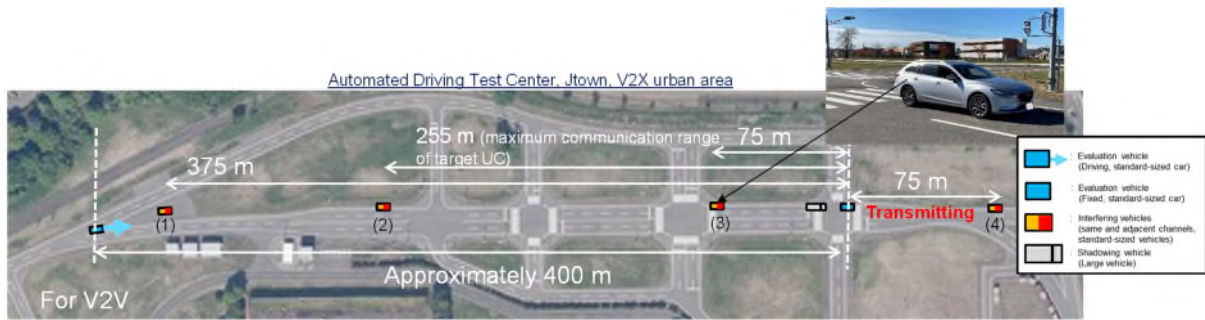 Automated Driving Test Center, Jtown, V2X urban area
255 m (maximum communication range
of target UC)
75 m
375 m
75 m
Transmitting
(1)
(2)
(3)
(4)
Approximately 400 m
For V2V
: Evaluation vehicle
(Driving, standard-sized car)
: Evaluation vehicle
(Fixed, standard-sized car)
: Interfering vehicles
(same and adjacent channels,
standard-sized vehicles)
: Shadowing vehicle
(Large vehicle)